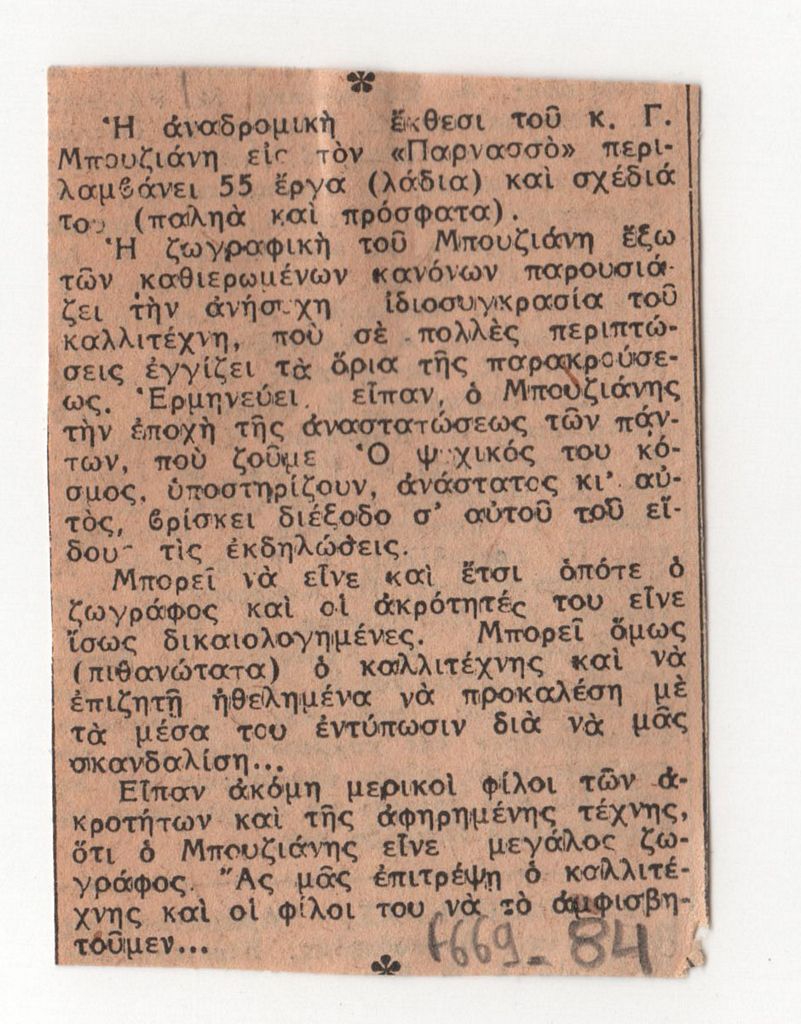 Ἡ ἀναδρομικὴ ἔκθεσι τοῦ κ. Γ.
Μπουζιάνη εἰς τὸν «Παρνασσὸ» περι-
λαμβάνει 55 ἔργα (λάδια) καὶ σχέδιά
του (παληὰ καὶ πρόσφατα).
Ἡ ζωγραφικὴ τοῦ Μπουζιάνη ἔξω
τῶν καθιερωμένων κανόνων παρουσιά-
ζει τὴν ἀνήσυχη ἰδιοσυγκρασία τοῦ
καλλιτέχνη, ποὺ σὲ πολλὲς περιπτώ-
σεις ἐγγίζει τὰ ὅρια τῆς παρακρούσε-
ως. Ἑρμηνεύει, εἶπαν, ὁ Μπουζιάνης
τὴν ἐποχὴ τῆς ἀναστατώσεως τῶν πάν-
των, ποὺ ζοῦμε Ὁ ψυχικός του κό-
σμος, ὑποστηρίζουν, ἀνάστατος κι' αὐ-
τὸς, βρίσκει διέξοδο σ' αὐτοῦ τοῦ εἴ-
δους τὶς ἐκδηλώσεις.
Μπορεῖ νὰ εἶνε καὶ ἔτσι ὁπότε ὁ
ζωγράφος καὶ οἱ ἀκρότητές του εἶνε
ἴσως δικαιολογημένες. Μπορεῖ ὅμως
(πιθανώτατα) ὁ καλλιτέχνης καὶ νὰ
ἐπιζητῇ ἠθελημένα νὰ προκαλέση μὲ
τὰ μέσα του ἐντύπωσιν διὰ νὰ μᾶς
σκανδαλίση...
Εἶπαν ἀκόμη μερικοὶ φίλοι τῶν ἀ-
κροτήτων καὶ τῆς ἀφηρημένης τέχνης,
ὅτι ὁ Μπουζιάνης εἶνε μεγάλος ζω-
γράφος. Ἂς μᾶς ἐπιτρέψῃ ὁ καλλιτέ-
χνης καὶ οἱ φίλοι του νὰ τὸ ἀμφισβη-
τοῦμεν...
f669-84